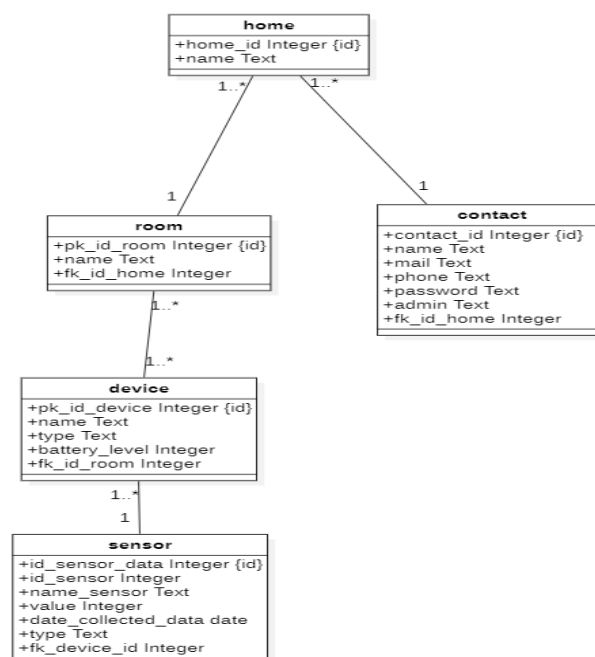 home
+home_id Integer {id}
+name Text
1..*
1..*
1
1
room
+pk_id_room Integer {id}
+name Text
+fk_id_home Integer
contact
+contact_id Integer {id}
+name Text
+mail Text
+phone Text
+password Text
+admin Text
+fk_id_home Integer
1..*
1..*
device
+pk_id_device Integer {id}
+name Text
+type Text
+battery_level Integer
+fk_id_room Integer
1..*
1
sensor
+id_sensor_data Integer {id}
+id_sensor Integer
+name_sensor Text
+value Integer
+date_collected_data date
+type Text
+fk_device_id Integer